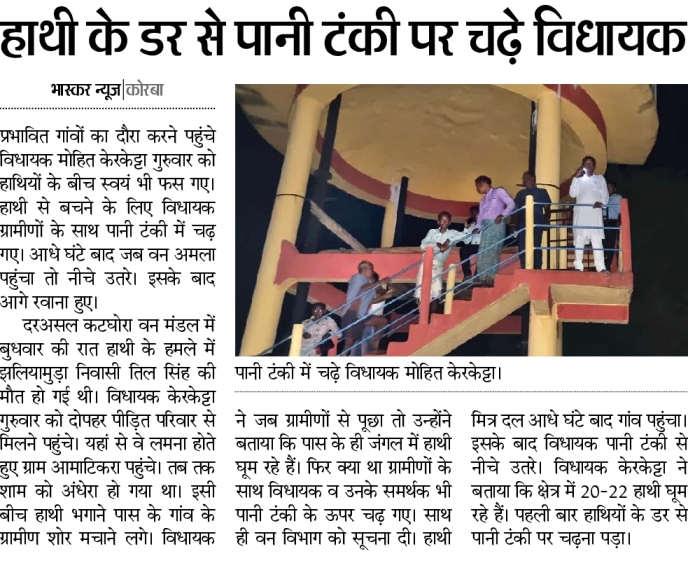 हाथी के डर से पानी टंकी पर चढ़े विधायक
भास्कर न्यूज|कोरबा
प्रभावित गांवों का दौरा करने पहुंचे
विधायक मोहित केरकेट्टा गुरुवार को
हाथियों के बीच स्वयं भी फस गए।
हाथी से बचने के लिए विधायक
ग्रामीणों के साथ पानी टंकी में चढ़
गए। आधे घंटे बाद जब वन अमला
पहुंचा तो नीचे उतरे। इसके बाद
आगे रवाना हुए।
दरअसल कटघोरा वन मंडल में
बुधवार की रात हाथी के हमले में
झलियामुड़ा निवासी तिल सिंह की
मौत हो गई थी। विधायक केरकेट्टा
गुरुवार को दोपहर पीड़ित परिवार से
मिलने पहुंचे। यहां से वे लमना होते
हुए ग्राम आमाटिकरा पहुंचे। तब तक
शाम को अंधेरा हो गया था। इसी
बीच हाथी भगाने पास के गांव के
ग्रामीण शोर मचाने लगे। विधायक
पानी टंकी में चढ़े विधायक मोहित केरकेट्टा।
ने जब ग्रामीणों से पूछा तो उन्होंने
बताया कि पास के ही जंगल में हाथी
घूम रहे हैं। फिर क्या था ग्रामीणों के
साथ विधायक व उनके समर्थक भी
पानी टंकी के ऊपर चढ़ गए। साथ
ही वन विभाग को सूचना दी। हाथी
मित्र दल आधे घंटे बाद गांव पहुंचा।
इसके बाद विधायक पानी टंकी से
नीचे उतरे। विधायक केरकेट्टा ने
बताया कि क्षेत्र में 20-22 हाथी घूम
रहे हैं। पहली बार हाथियों के डर से
पानी टंकी पर चढ़ना पड़ा।